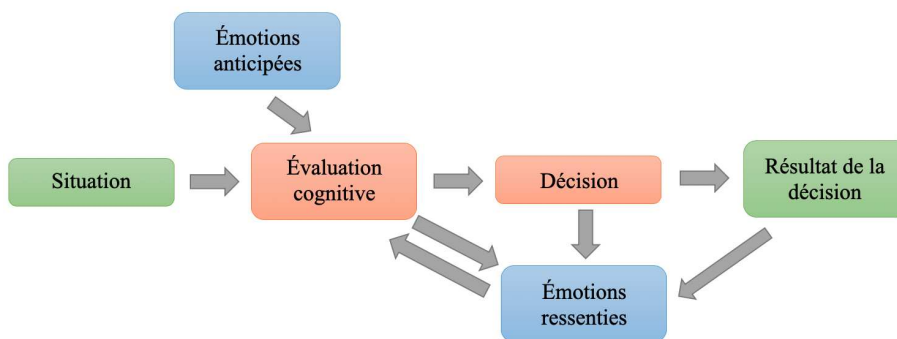 Émotions
anticipées
Situation
Évaluation
cognitive
Décision
Résultat de la
décision
Émotions
ressenties